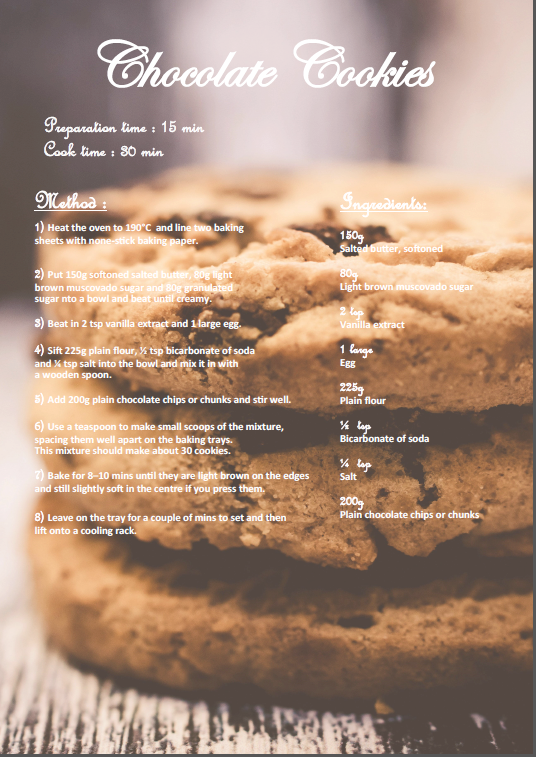 Chocolate Cookies
Preparation time : 15 min
Cook time : 30 min
Method :
1) Heat the oven to 190°C and line two baking
sheets with none-stick baking paper.
2) Put 150g softoned salted butter, 80g light
brown muscovado sugar and 80g granulated
sugar nto a bowl and beut until creamy.
3) Beat in 2 tsp vanilla extract and 1 large egg.
4) Sift 225g plain flour, ½ tsp bicarbonate of soda
and ¼ tsp salt into the bowl and mix it in with
a wooden spoon.
5) Add 200g plain chocolate chips or chunks and stir well.
6) Use a teaspoon to make small scoops of the mixture,
spacing them well apart on the baking trays.
This mixture should make about 30 cookies.
7) Bake for 8–10 mins until they are light brown on the edges
and still slightly soft in the centre if you press them.
8) Leave on the tray for a couple of mins to set and then
lift onto a cooling rack.
Ingredients:
150g
Salted butter, softoned
80g
Light brown muscovado sugar
2 tsp
Vanilla extract
1 large
Egg
225g
Plain flour
½ tsp
Bicarbonate of soda
¼ tsp
Salt
200g
Plain chocolate chips or chunks